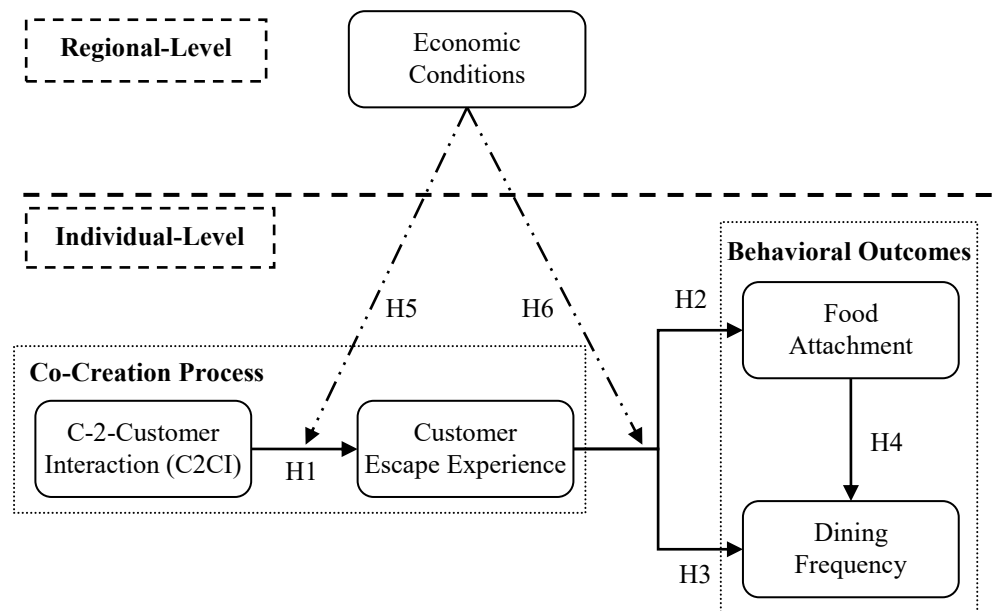 Regional-Level
Economic
Conditions
Individual-Level
Behavioral Outcomes
H5
H6
H2
Food
Attachment
Co-Creation Process
C-2-Customer
Interaction (C2CI)
H1
Customer
Escape Experience
H4
H3
Dining
Frequency